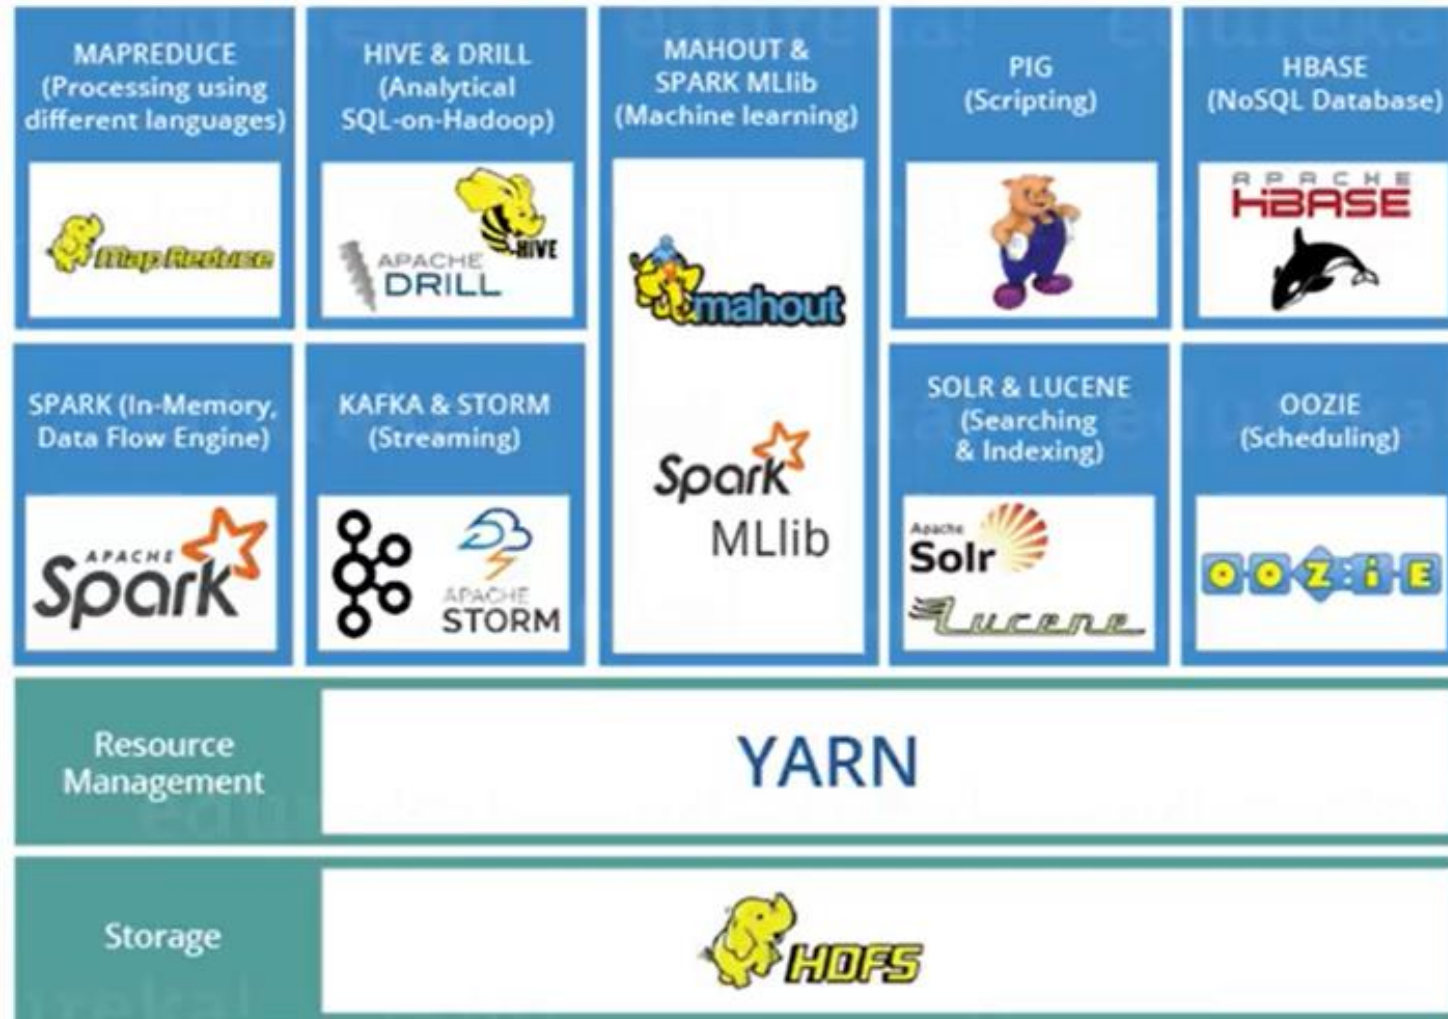 MAPREDUCE
(Processing using
different languages)
Map Reduce
HIVE & DRILL
(Analytical
SQL-on-Hadoop)
HIVE
APACHE
DRILL
MAHOUT &
SPARK MLlib
(Machine learning)
mahout
Spark
MLlib
PIG
(Scripting)
HBASE
(NoSQL Database)
APACHE
HBASE
SPARK (In-Memory,
Data Flow Engine)
APACHE
Spark
KAFKA & STORM
(Streaming)
APACHE
STORM
SOLR & LUCENE
(Searching
& Indexing)
Apache
Solr
Lucene
OOZIE
(Scheduling)
OOZiE
Resource
Management
YARN
Storage
HDFS